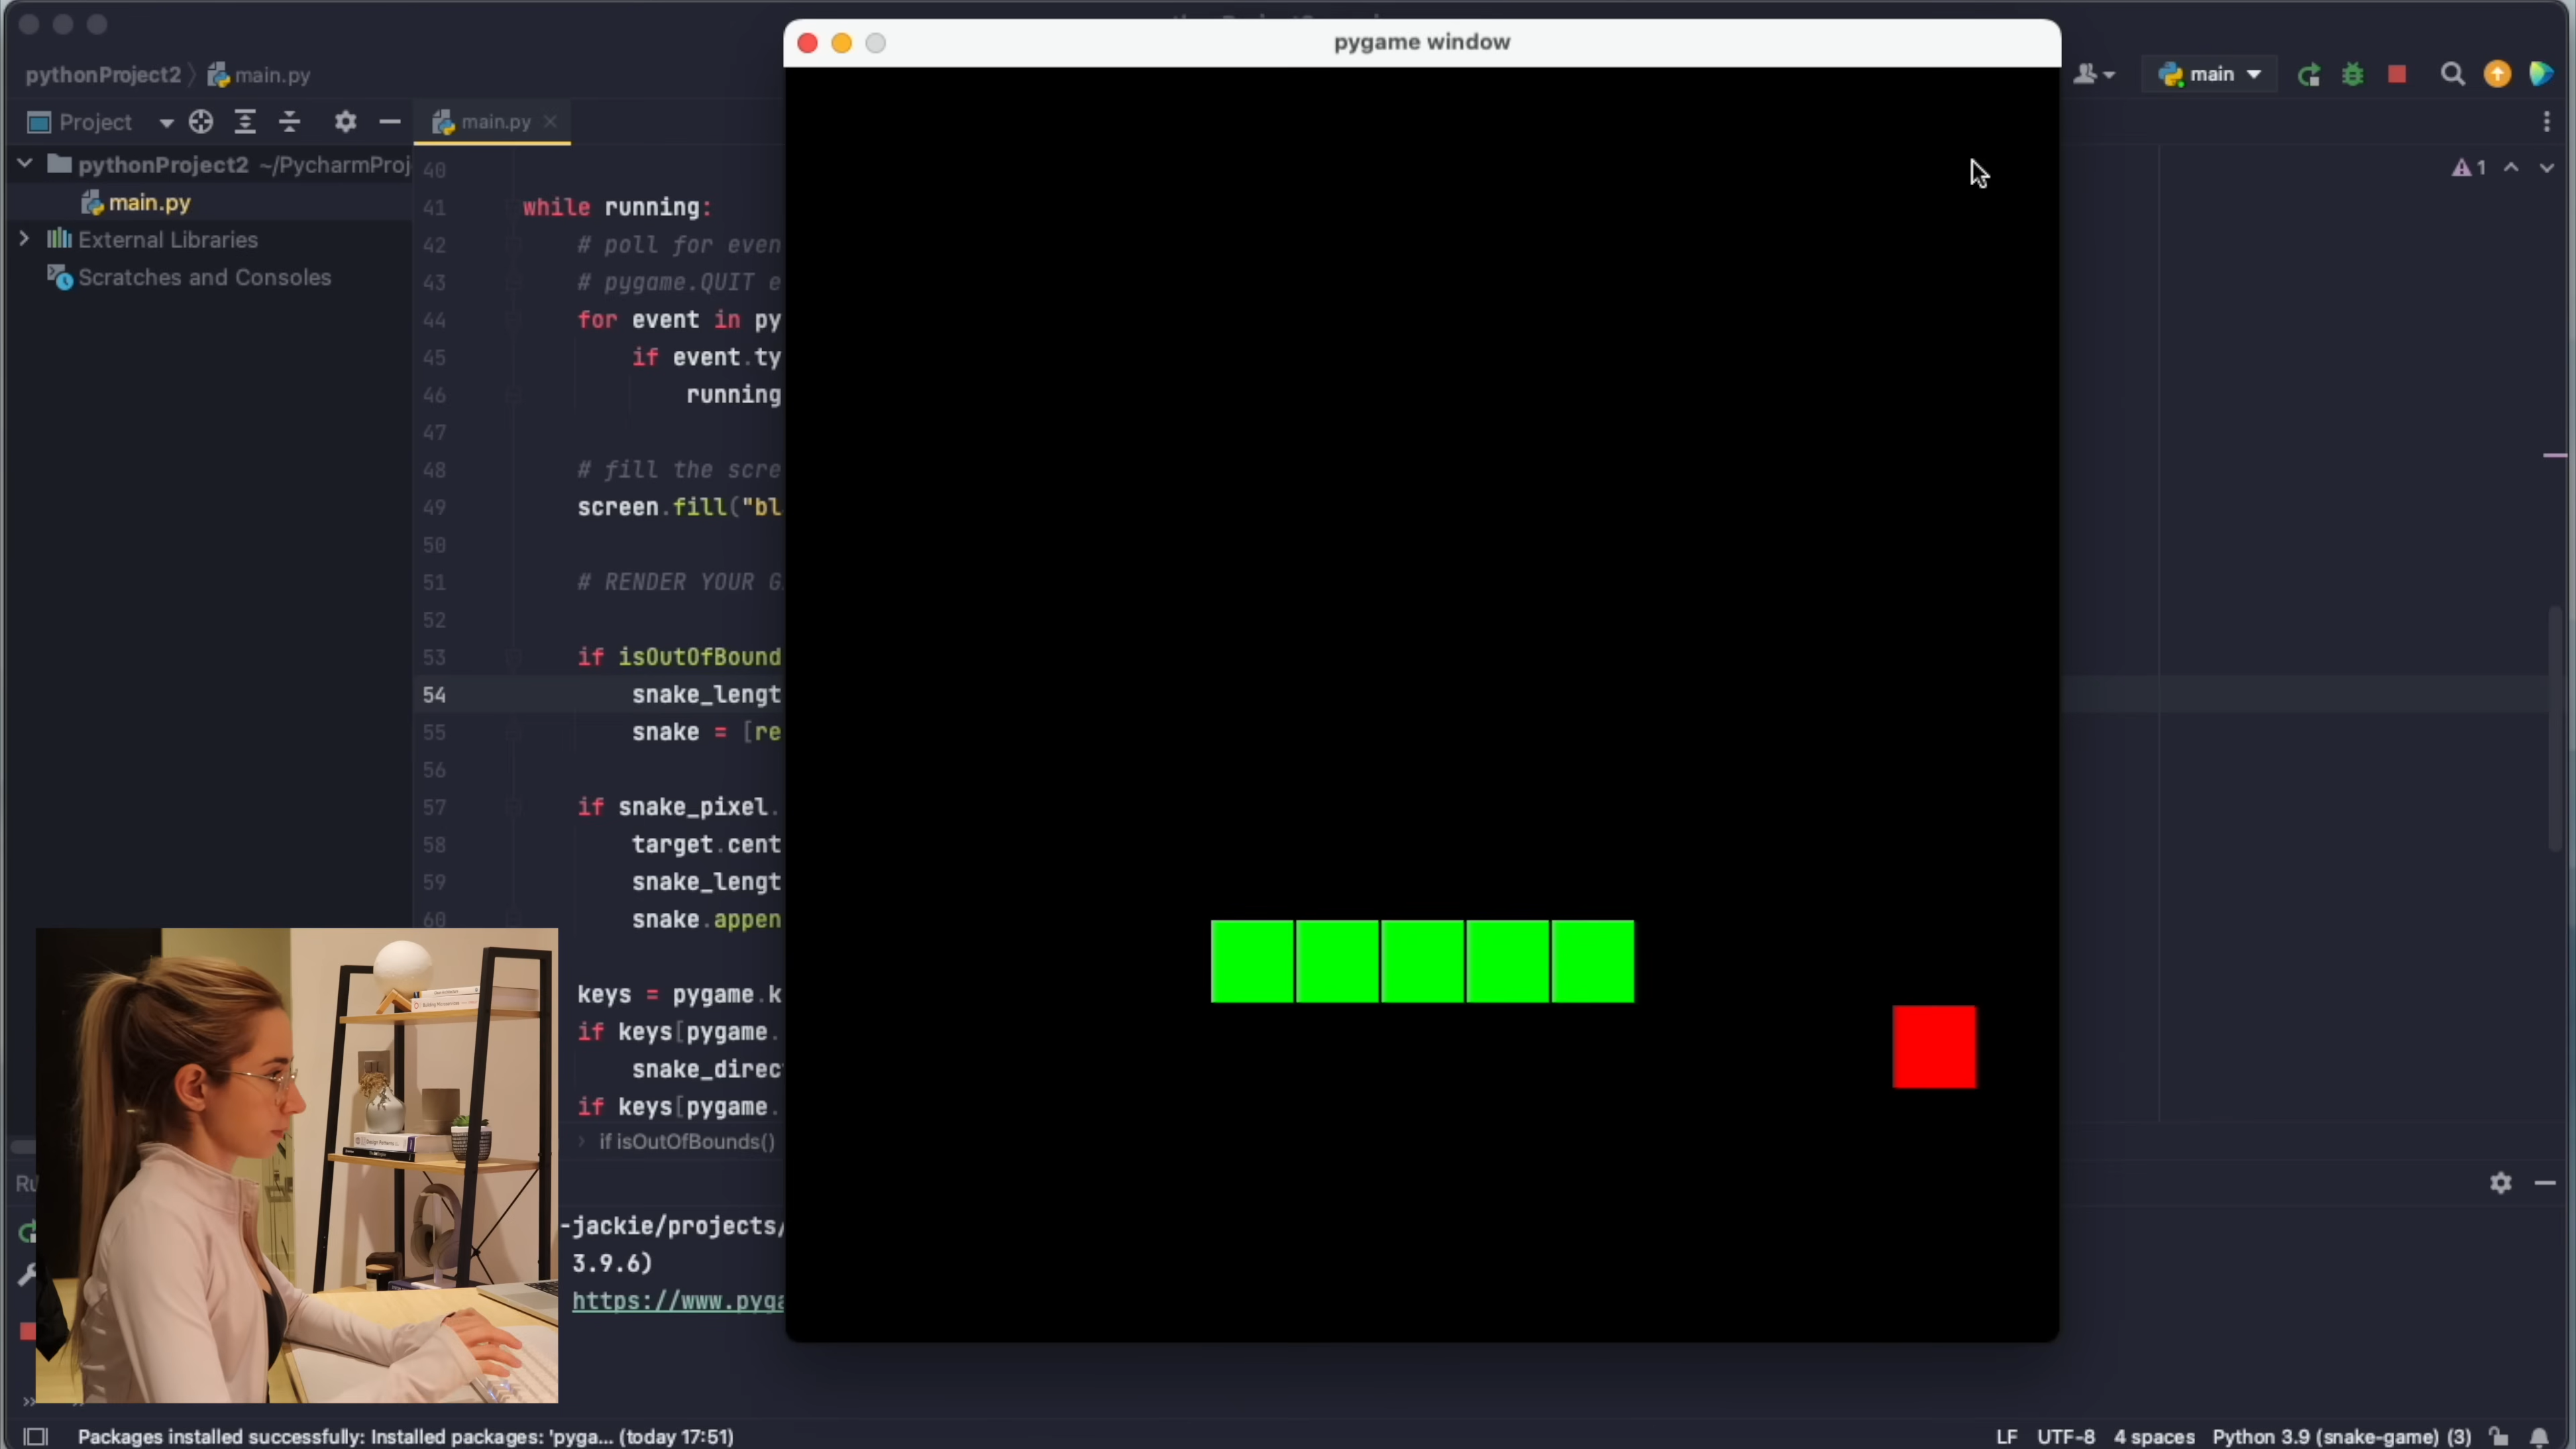 pygame window
pythonProject2
main.py
main
Project
main.py
pythonProject2 ~/PycharmProj
main.py
External Libraries
Scratches and Consoles
1
40
41 while running:
42 # poll for even
43 # pygame.QUIT e
44 for event in py
45 if event.ty
46 running
47
48 # fill the scre
49 screen.fill("bl
50
51 # RENDER YOUR G
52
53 if isOutOfBound
54 snake_lengt
55 snake = [re
56
57 if snake_pixel.
58 target.cent
59 snake_lengt
60 snake.appen
keys = pygame.k
if keys[pygame.
snake_direc
if keys[pygame.
if isOutOfBounds()
Ru
-jackie/projects/
3.9.6)
https://www.pyga
Packages installed successfully: Installed packages: 'pyga... (today 17:51)
LF UTF-8 4 spaces Python 3.9 (snake-game) (3)